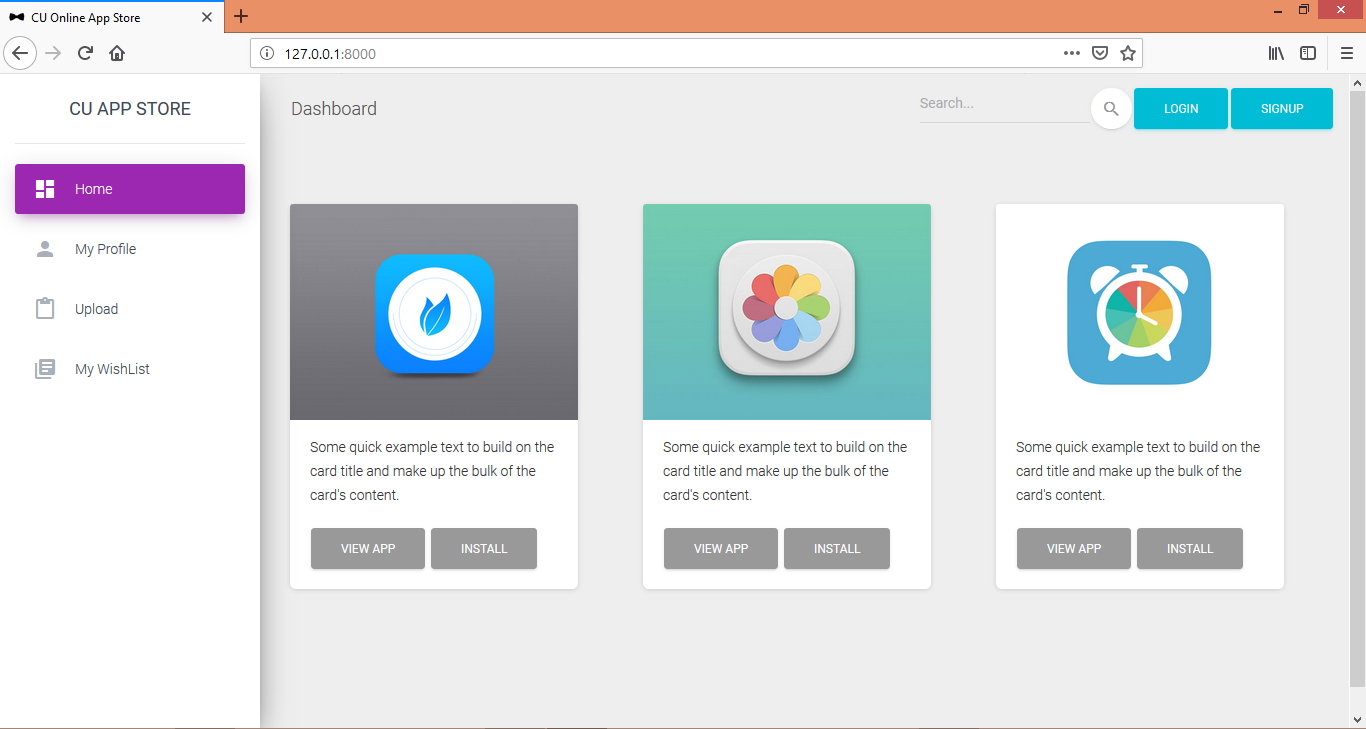 CU Online App Store
127.0.0.1:8000
CU APP STORE
Home
My Profile
Upload
My WishList
Dashboard
Search...
LOGIN
SIGNUP
Some quick example text to build on the
card title and make up the bulk of the
card's content.
VIEW APP
INSTALL
Some quick example text to build on the
card title and make up the bulk of the
card's content.
VIEW APP
INSTALL
Some quick example text to build on the
card title and make up the bulk of the
card's content.
VIEW APP
INSTALL